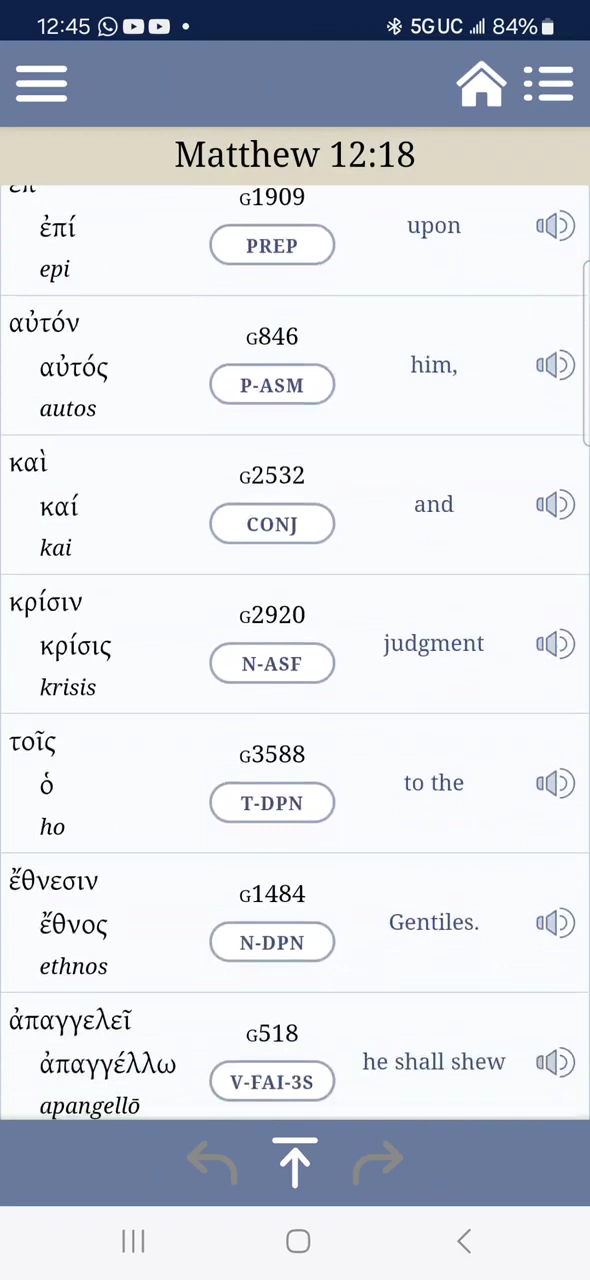 12:45
5G UC 84%
Matthew 12:18
ἐπί
epi
G1909
PREP
upon
αὐτόν
αὐτός
autos
G846
P-ASM
him,
καὶ
καί
kai
G2532
CONJ
and
κρίσιν
κρίσις
krisis
G2920
N-ASF
judgment
τοῖς
ὁ
ho
G3588
T-DPN
to the
ἔθνεσιν
ἔθνος
ethnos
G1484
N-DPN
Gentiles.
ἀπαγγελεῖ
ἀπαγγέλλω
apangellō
G518
V-FAI-3S
he shall shew